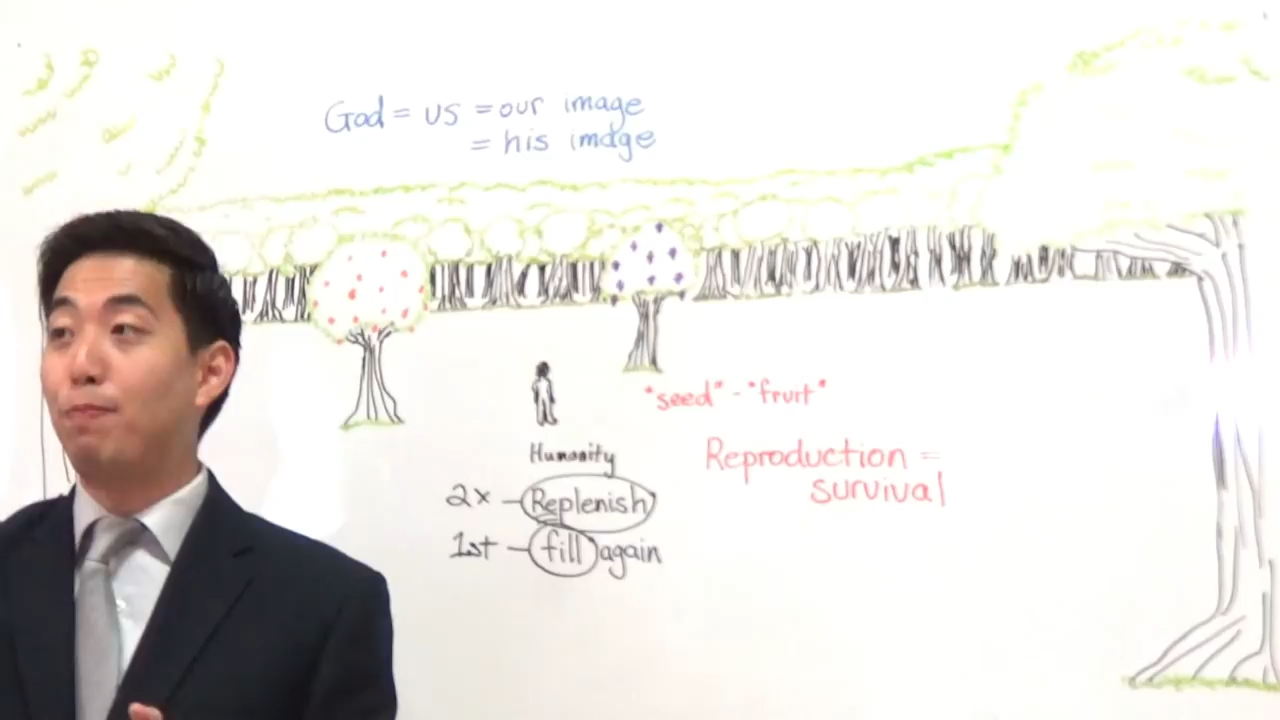 God = us = our image
= his image
"seed" - "fruit"
Humanity
Reproduction =
survival
2x - Replenish
1st - fill again